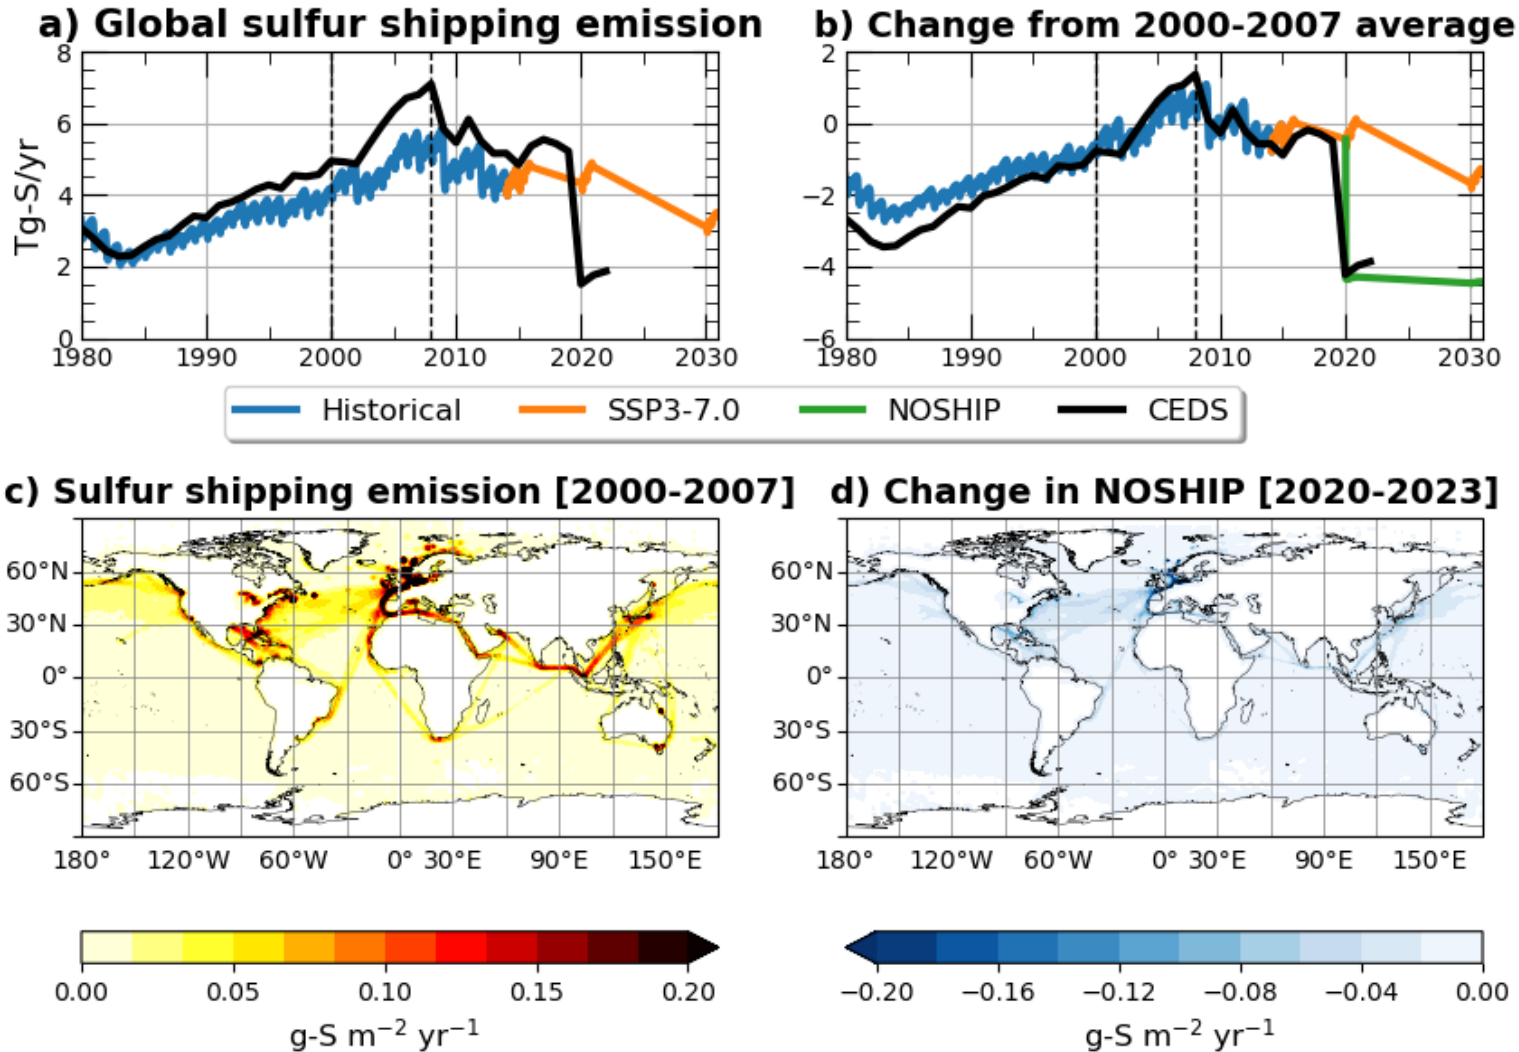 a) Global sulfur shipping emission
b) Change from 2000-2007 average
Tg-S/yr
8
6
4
2
0
1980 1990 2000 2010 2020 2030
2
0
−2
−4
−6
1980 1990 2000 2010 2020 2030
Historical SSP3-7.0 NOSHIP CEDS
c) Sulfur shipping emission [2000-2007]
d) Change in NOSHIP [2020-2023]
60°N
30°N
0°
30°S
60°S
180° 120°W 60°W 0° 30°E 90°E 150°E
60°N
30°N
0°
30°S
60°S
180° 120°W 60°W 0° 30°E 90°E 150°E
0.00 0.05 0.10 0.15 0.20
g-S m⁻² yr⁻¹
−0.20 −0.16 −0.12 −0.08 −0.04 0.00
g-S m⁻² yr⁻¹